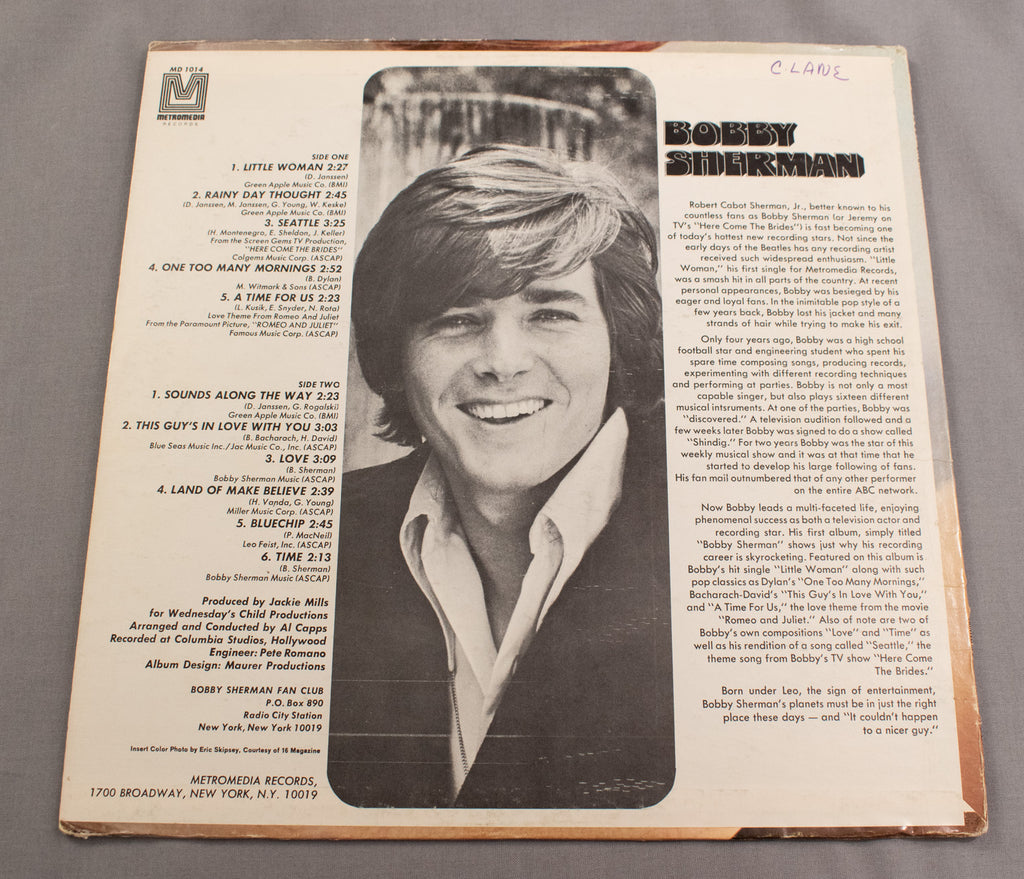 MD 1014
METROMEDIA
RECORDS
C. LANE
SIDE ONE
1. LITTLE WOMAN 2:27
(D. Janssen)
Green Apple Music Co. (BMI)
2. RAINY DAY THOUGHT 2:45
(D. Janssen, M. Janssen, G. Young, W. Keske)
Green Apple Music Co. (BMI)
3. SEATTLE 3:25
(H. Montenegro, E. Sheldon, J. Keller)
From the Screen Gems TV Production,
"HERE COME THE BRIDES"
Colgems Music Corp. (ASCAP)
4. ONE TOO MANY MORNINGS 2:52
(B. Dylan)
M. Witmark & Sons (ASCAP)
5. A TIME FOR US 2:23
(L. Kusik, E. Snyder, N. Rota)
Love Theme From Romeo And Juliet
From the Paramount Picture, "ROMEO AND JULIET"
Famous Music Corp. (ASCAP)
SIDE TWO
1. SOUNDS ALONG THE WAY 2:23
(D. Janssen, G. Rogalski)
Green Apple Music Co. (BMI)
2. THIS GUY'S IN LOVE WITH YOU 3:03
(B. Bacharach, H. David)
Blue Seas Music Inc./Jac Music Co., Inc. (ASCAP)
3. LOVE 3:09
(B. Sherman)
Bobby Sherman Music (ASCAP)
4. LAND OF MAKE BELIEVE 2:39
(H. Vanda, G. Young)
Miller Music Corp. (ASCAP)
5. BLUECHIP 2:45
(P. MacNeil)
Leo Feist, Inc. (ASCAP)
6. TIME 2:13
(B. Sherman)
Bobby Sherman Music (ASCAP)
Produced by Jackie Mills
for Wednesday's Child Productions
Arranged and Conducted by Al Capps
Recorded at Columbia Studios, Hollywood
Engineer: Pete Romano
Album Design: Maurer Productions
BOBBY SHERMAN FAN CLUB
P.O. Box 890
Radio City Station
New York, New York 10019
Insert Color Photo by Eric Skipsey, Courtesy of 16 Magazine
METROMEDIA RECORDS,
1700 BROADWAY, NEW YORK, N.Y. 10019
BOBBY
SHERMAN
Robert Cabot Sherman, Jr., better known to his
countless fans as Bobby Sherman (or Jeremy on
TV's "Here Come The Brides") is fast becoming one
of today's hottest new recording stars. Not since the
early days of the Beatles has any recording artist
received such widespread enthusiasm. "Little
Woman," his first single for Metromedia Records,
was a smash hit in all parts of the country. At recent
personal appearances, Bobby was besieged by his
eager and loyal fans. In the inimitable pop style of a
few years back, Bobby lost his jacket and many
strands of hair while trying to make his exit.
Only four years ago, Bobby was a high school
football star and engineering student who spent his
spare time composing songs, producing records,
experimenting with different recording techniques
and performing at parties. Bobby is not only a most
capable singer, but also plays sixteen different
musical intsruments. At one of the parties, Bobby was
"discovered." A television audition followed and a
few weeks later Bobby was signed to do a show called
"Shindig." For two years Bobby was the star of this
weekly musical show and it was at that time that he
started to develop his large following of fans.
His fan mail outnumbered that of any other performer
on the entire ABC network.
Now Bobby leads a multi-faceted life, enjoying
phenomenal success as both a television actor and
recording star. His first album, simply titled
"Bobby Sherman" shows just why his recording
career is skyrocketing. Featured on this album is
Bobby's hit single "Little Woman" along with such
pop classics as Dylan's "One Too Many Mornings,"
Bacharach-David's "This Guy's In Love With You,"
and "A Time For Us," the love theme from the movie
"Romeo and Juliet." Also of note are two of
Bobby's own compositions "Love" and "Time" as
well as his rendition of a song called "Seattle," the
theme song from Bobby's TV show "Here Come
The Brides."
Born under Leo, the sign of entertainment,
Bobby Sherman's planets must be in just the right
place these days — and "It couldn't happen
to a nicer guy."